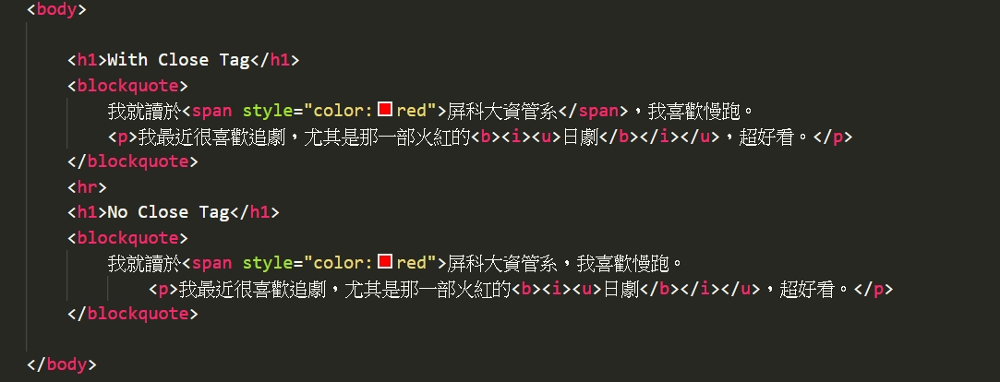 <body>
<h1>With Close Tag</h1>
<blockquote>
我就讀於<span style="color:red">屏科大資管系</span>，我喜歡慢跑。
<p>我最近很喜歡追劇，尤其是那一部火紅的<b><i><u>日劇</b></i></u>，超好看。</p>
</blockquote>
<hr>
<h1>No Close Tag</h1>
<blockquote>
我就讀於<span style="color:red">屏科大資管系，我喜歡慢跑。
<p>我最近很喜歡追劇，尤其是那一部火紅的<b><i><u>日劇</b></i></u>，超好看。</p>
</blockquote>
</body>